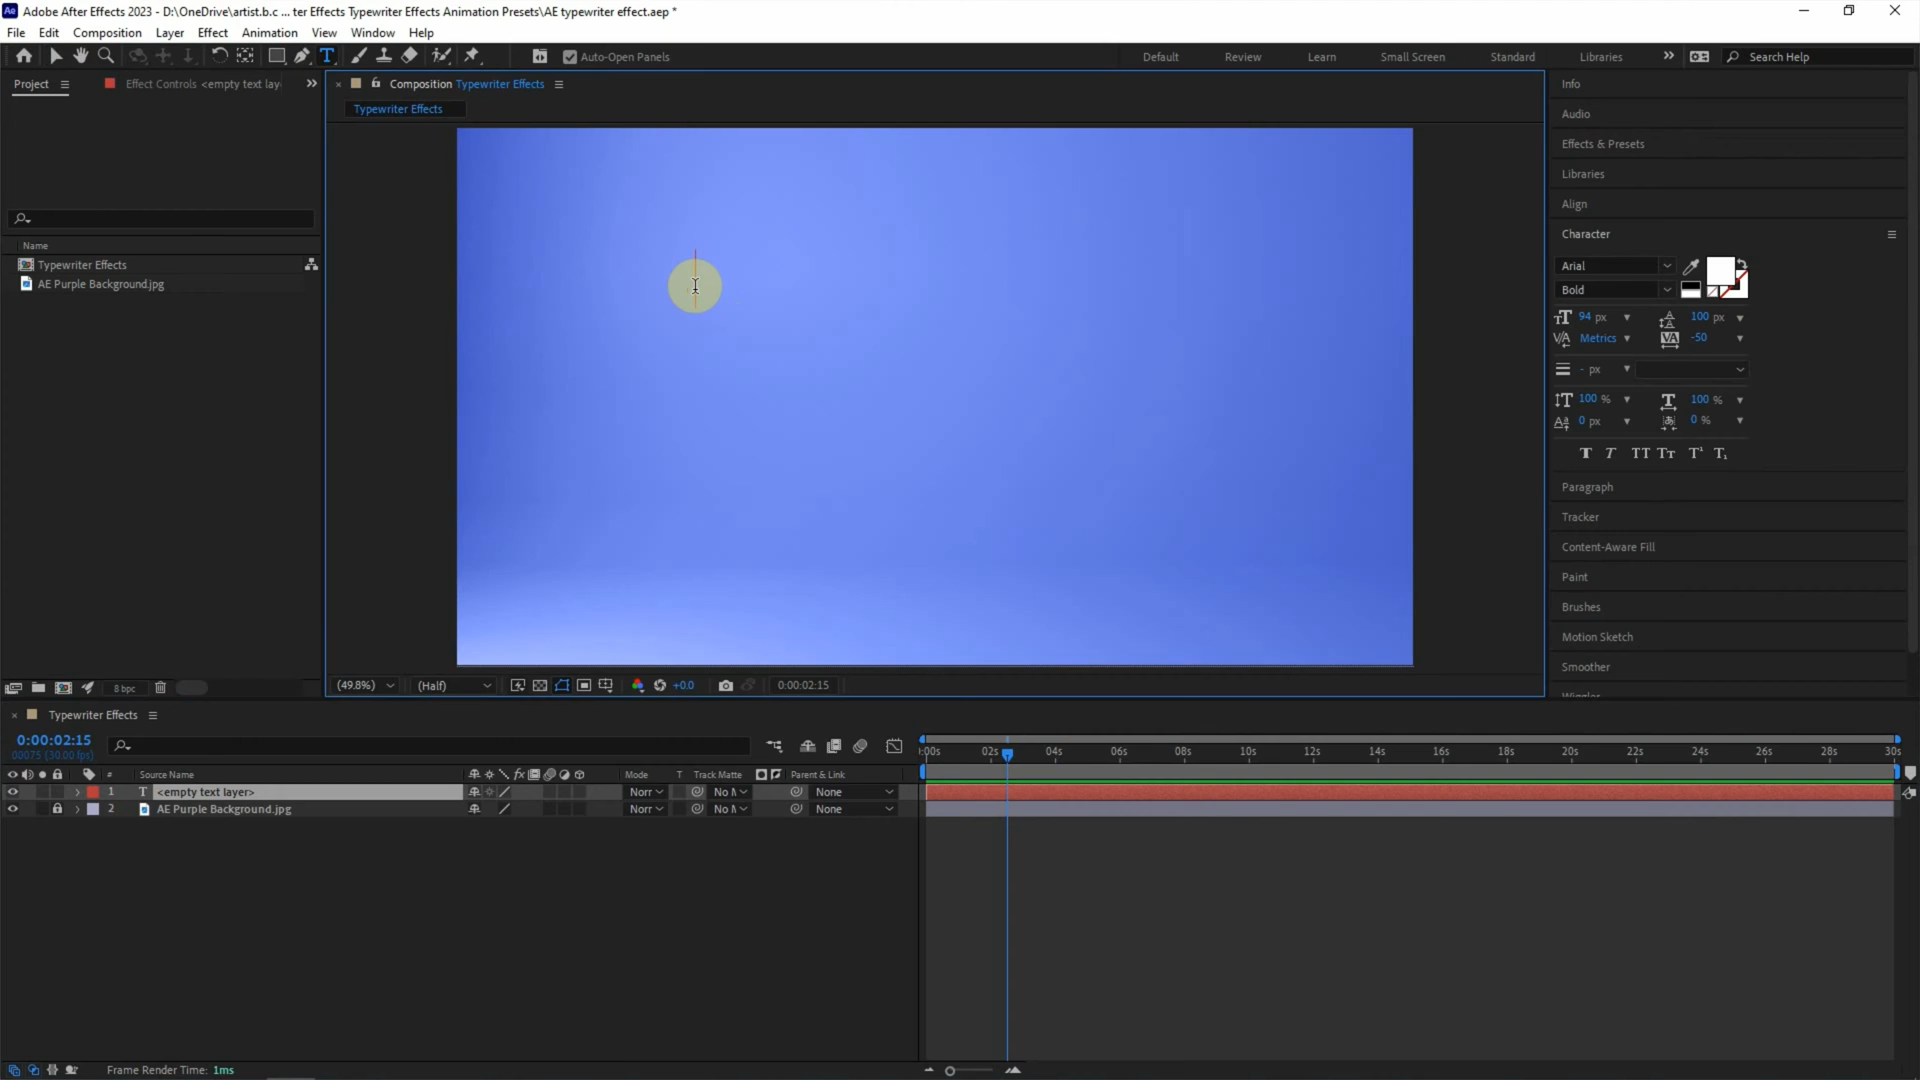 Adobe After Effects 2023 - D:\OneDrive\artist.b.c ... ter Effects Typewriter Effects Animation Presets\AE typewriter effect.aep *
File Edit Composition Layer Effect Animation View Window Help
Auto-Open Panels Default Review Learn Small Screen Standard Libraries Search Help
Project Effect Controls <empty text lay
Composition Typewriter Effects
Typewriter Effects
Name
Typewriter Effects
AE Purple Background.jpg
8 bpc
(49.8%) (Half) +0.0 0:00:02:15
Info
Audio
Effects & Presets
Libraries
Align
Character
Arial
Bold
94 px 100 px
Metrics -50
- px
100 % 100 %
0 px 0 %
T T TT Tт T¹ T₁
Paragraph
Tracker
Content-Aware Fill
Paint
Brushes
Motion Sketch
Smoother
Typewriter Effects
0:00:02:15
00075 (30.00 fps)
:00s 02s 04s 06s 08s 10s 12s 14s 16s 18s 20s 22s 24s 26s 28s 30s
# Source Name fx Mode T Track Matte Parent & Link
1 T <empty text layer> Norr No M None
2 AE Purple Background.jpg Norr No M None
Frame Render Time: 1ms